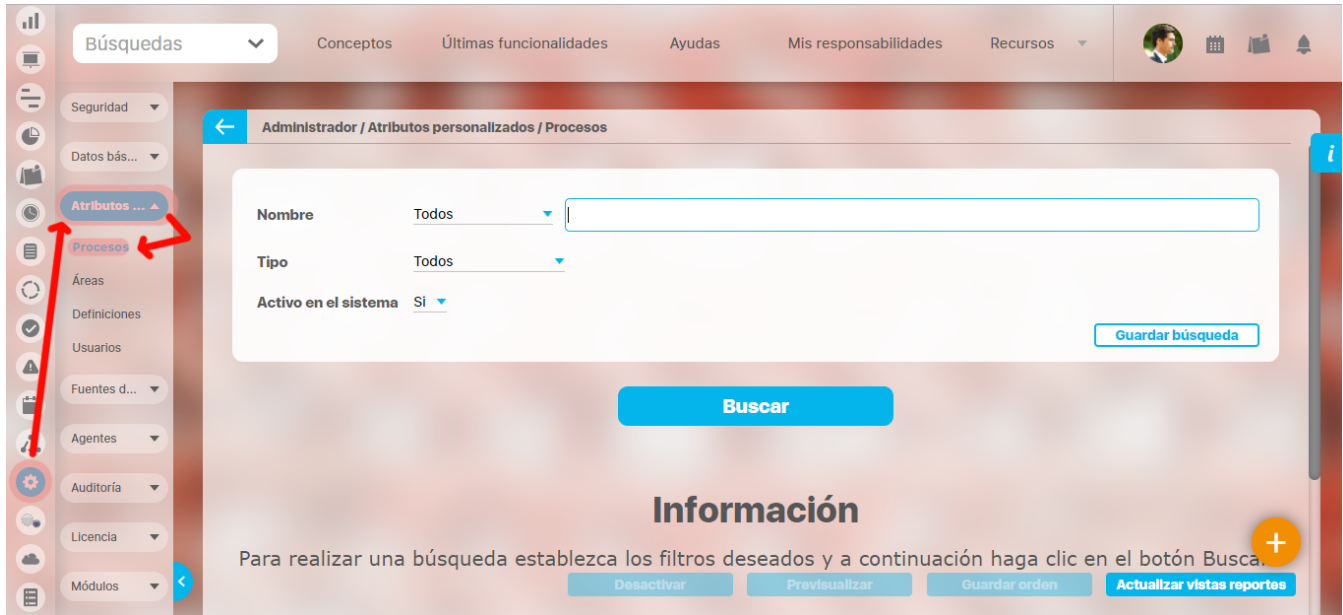 Búsquedas
Conceptos
Últimas funcionalidades
Ayudas
Mis responsabilidades
Recursos
Seguridad
Datos bás...
Atributos ...
Procesos
Áreas
Definiciones
Usuarios
Fuentes d...
Agentes
Auditoría
Licencia
Módulos
Administrador / Atributos personalizados / Procesos
i
Nombre Todos
Tipo Todos
Activo en el sistema Si
Guardar búsqueda
Buscar
Información
Para realizar una búsqueda establezca los filtros deseados y a continuación haga clic en el botón Busca
Desactivar
Previsualizar
Guardar orden
Actualizar vistas reportes